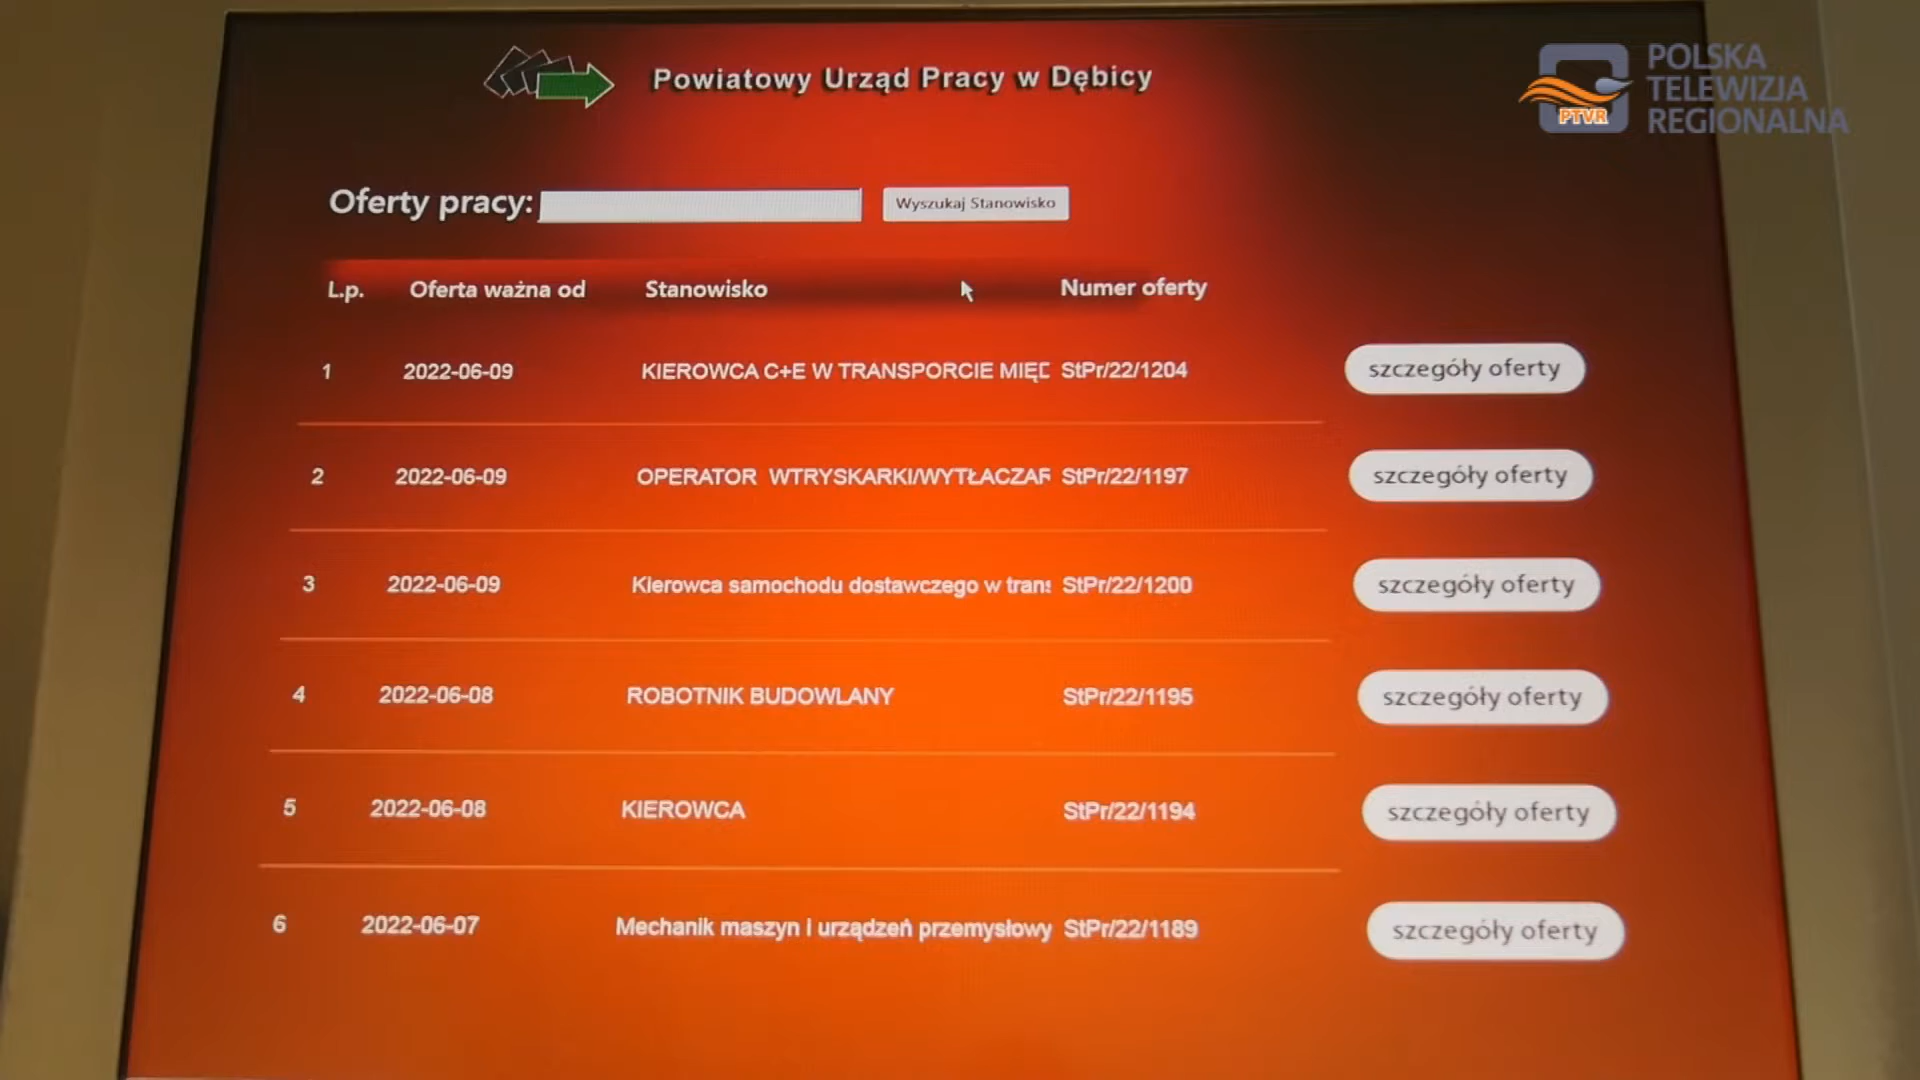 POLSKA
TELEWIZJA
REGIONALNA
PTVR
Powiatowy Urząd Pracy w Dębicy
Oferty pracy: Wyszukaj Stanowisko
L.p. Oferta ważna od Stanowisko Numer oferty
1 2022-06-09 KIEROWCA C+E W TRANSPORCIE MIĘD StPr/22/1204 szczegóły oferty
2 2022-06-09 OPERATOR WTRYSKARKI/WYTŁACZAR StPr/22/1197 szczegóły oferty
3 2022-06-09 Kierowca samochodu dostawczego w trans StPr/22/1200 szczegóły oferty
4 2022-06-08 ROBOTNIK BUDOWLANY StPr/22/1195 szczegóły oferty
5 2022-06-08 KIEROWCA StPr/22/1194 szczegóły oferty
6 2022-06-07 Mechanik maszyn i urządzeń przemysłowy StPr/22/1189 szczegóły oferty